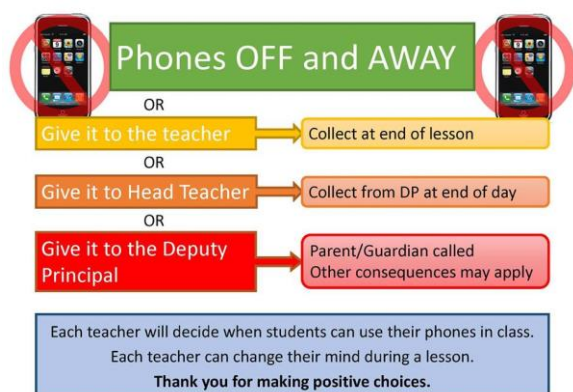 Phones OFF and AWAY
OR
Give it to the teacher
Collect at end of lesson
OR
Give it to Head Teacher
Collect from DP at end of day
OR
Give it to the Deputy
Principal
Parent/Guardian called
Other consequences may apply
Each teacher will decide when students can use their phones in class.
Each teacher can change their mind during a lesson.
Thank you for making positive choices.